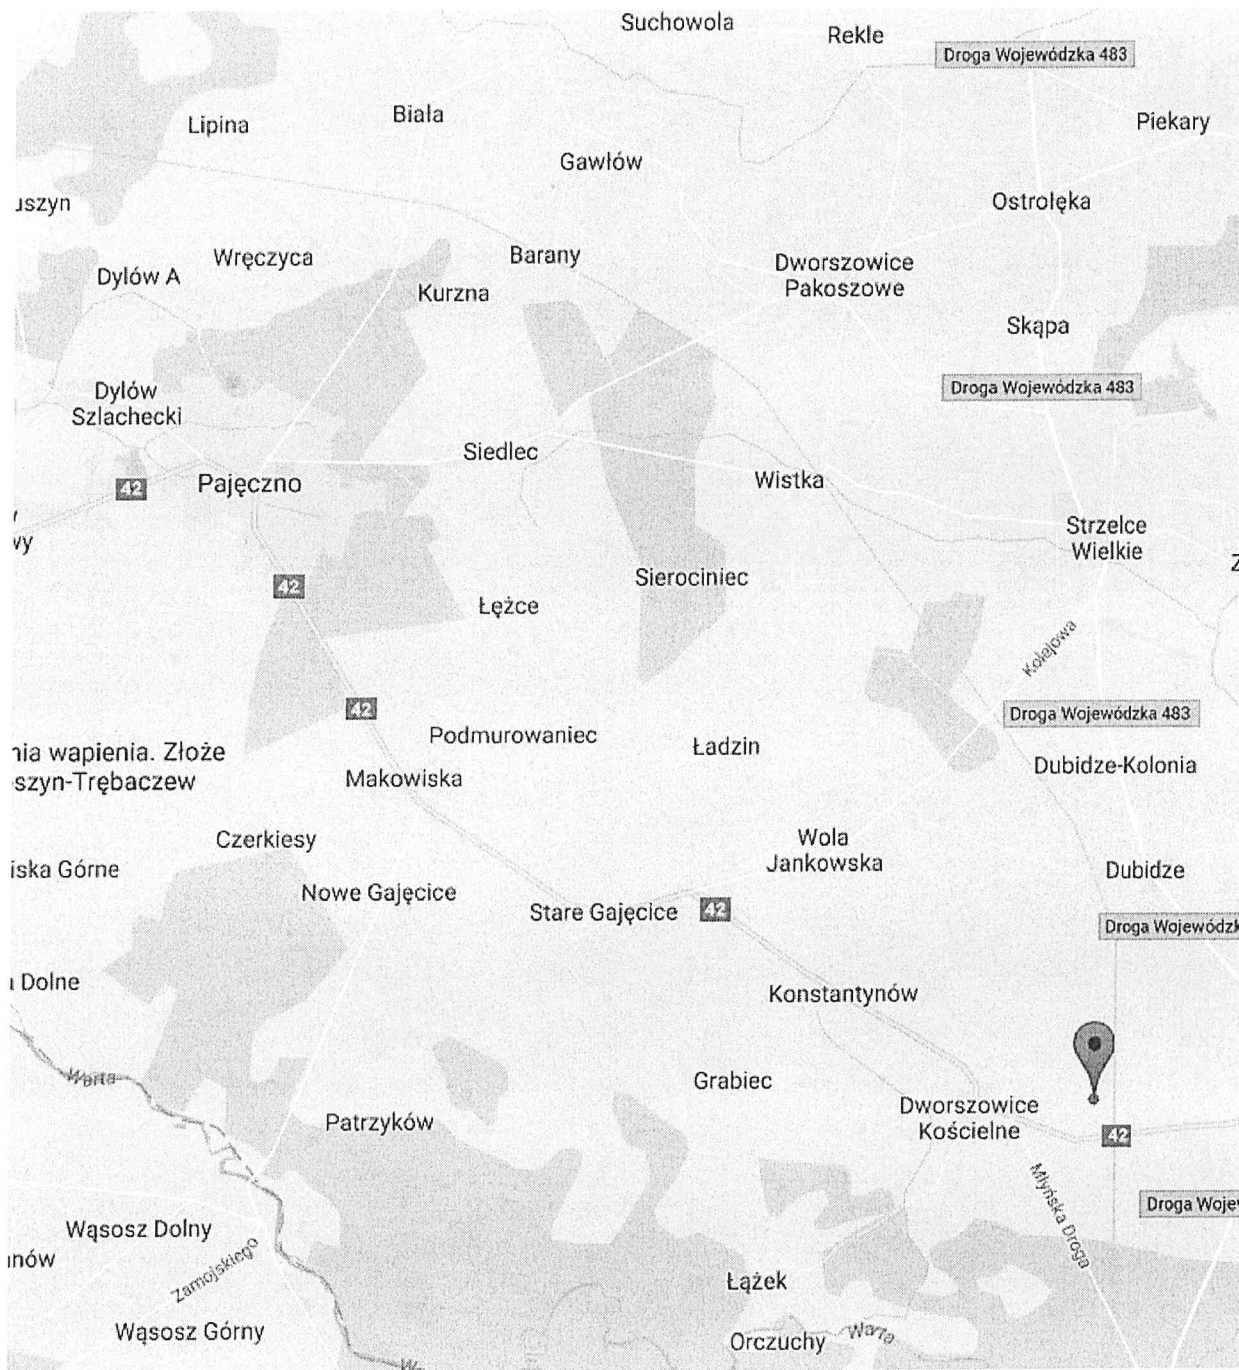 Suchowola
Rekle
Droga Wojewódzka 483
Biała
Lipina
Piekary
Gawłów
uszyn
Ostrołęka
Barany
Wręczyca
Dylów A
Dworszowice
Pakoszowe
Kurzna
Skąpa
Droga Wojewódzka 483
Dylów
Szlachecki
Siedlec
Wistka
42
Pajęczno
Strzelce
Wielkie
wy
Z
42
Sierociniec
Łężce
Kolejowa
42
Droga Wojewódzka 483
Podmurowaniec
Ładzin
nia wapienia. Złoże
szyn-Trębaczew
Makowiska
Dubidze-Kolonia
Czerkiesy
Wola
Jankowska
iska Górne
Dubidze
Nowe Gajęcice
Stare Gajęcice
42
Droga Wojewódzk
Dolne
Konstantynów
Warta
Grabiec
Dworszowice
Kościelne
Patrzyków
42
Młyńska Droga
Droga Wojew
Wąsosz Dolny
anów
Zamojskiego
Łążek
Wąsosz Górny
Orczuchy
Warta
W